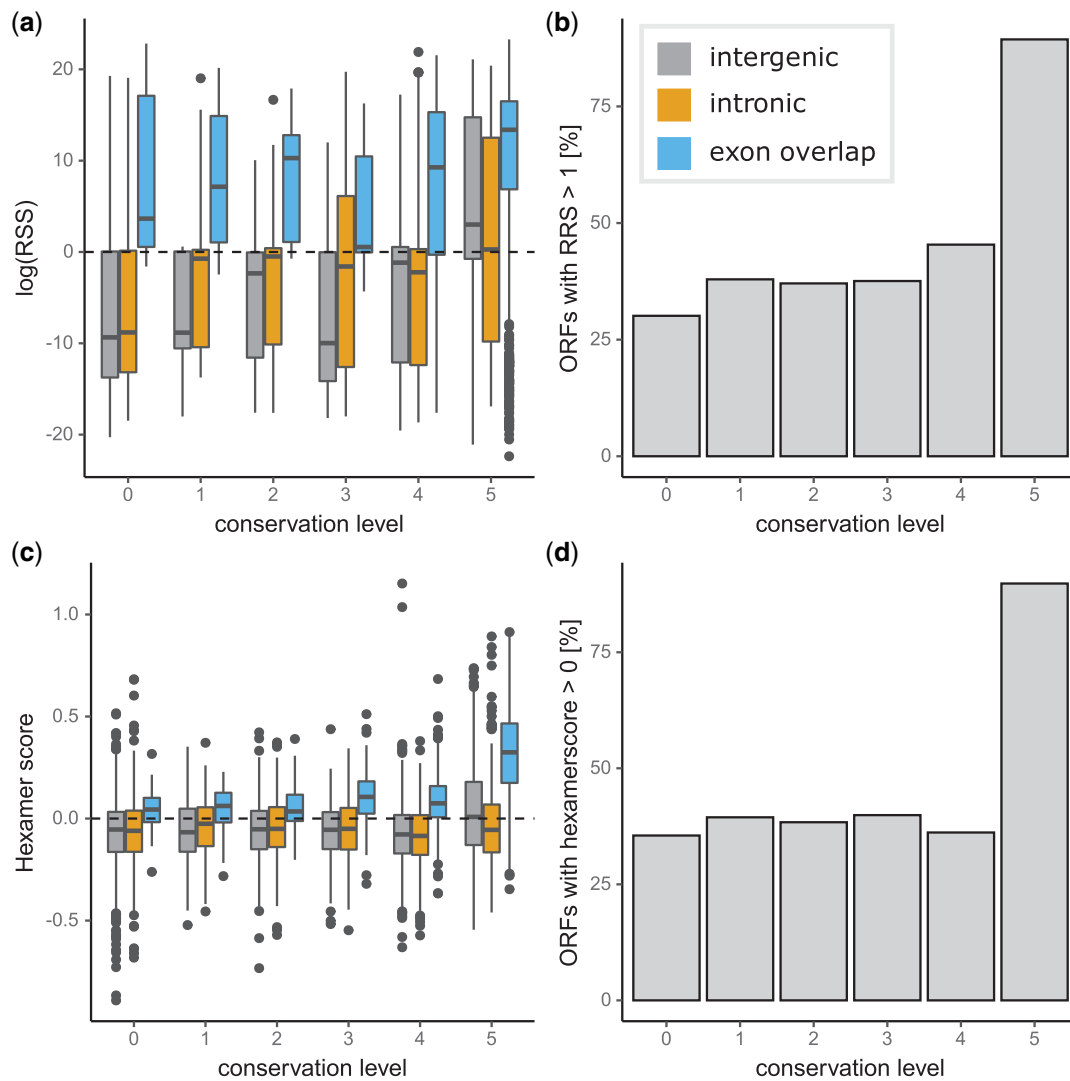 (a)
log(RSS)
20
10
0
-10
-20
0 1 2 3 4 5
conservation level
(b)
intergenic
intronic
exon overlap
ORFs with RRS > 1 [%]
75
50
25
0
0 1 2 3 4 5
conservation level
(c)
Hexamer score
1.0
0.5
0.0
-0.5
0 1 2 3 4 5
conservation level
(d)
ORFs with hexamerscore > 0 [%]
75
50
25
0
0 1 2 3 4 5
conservation level